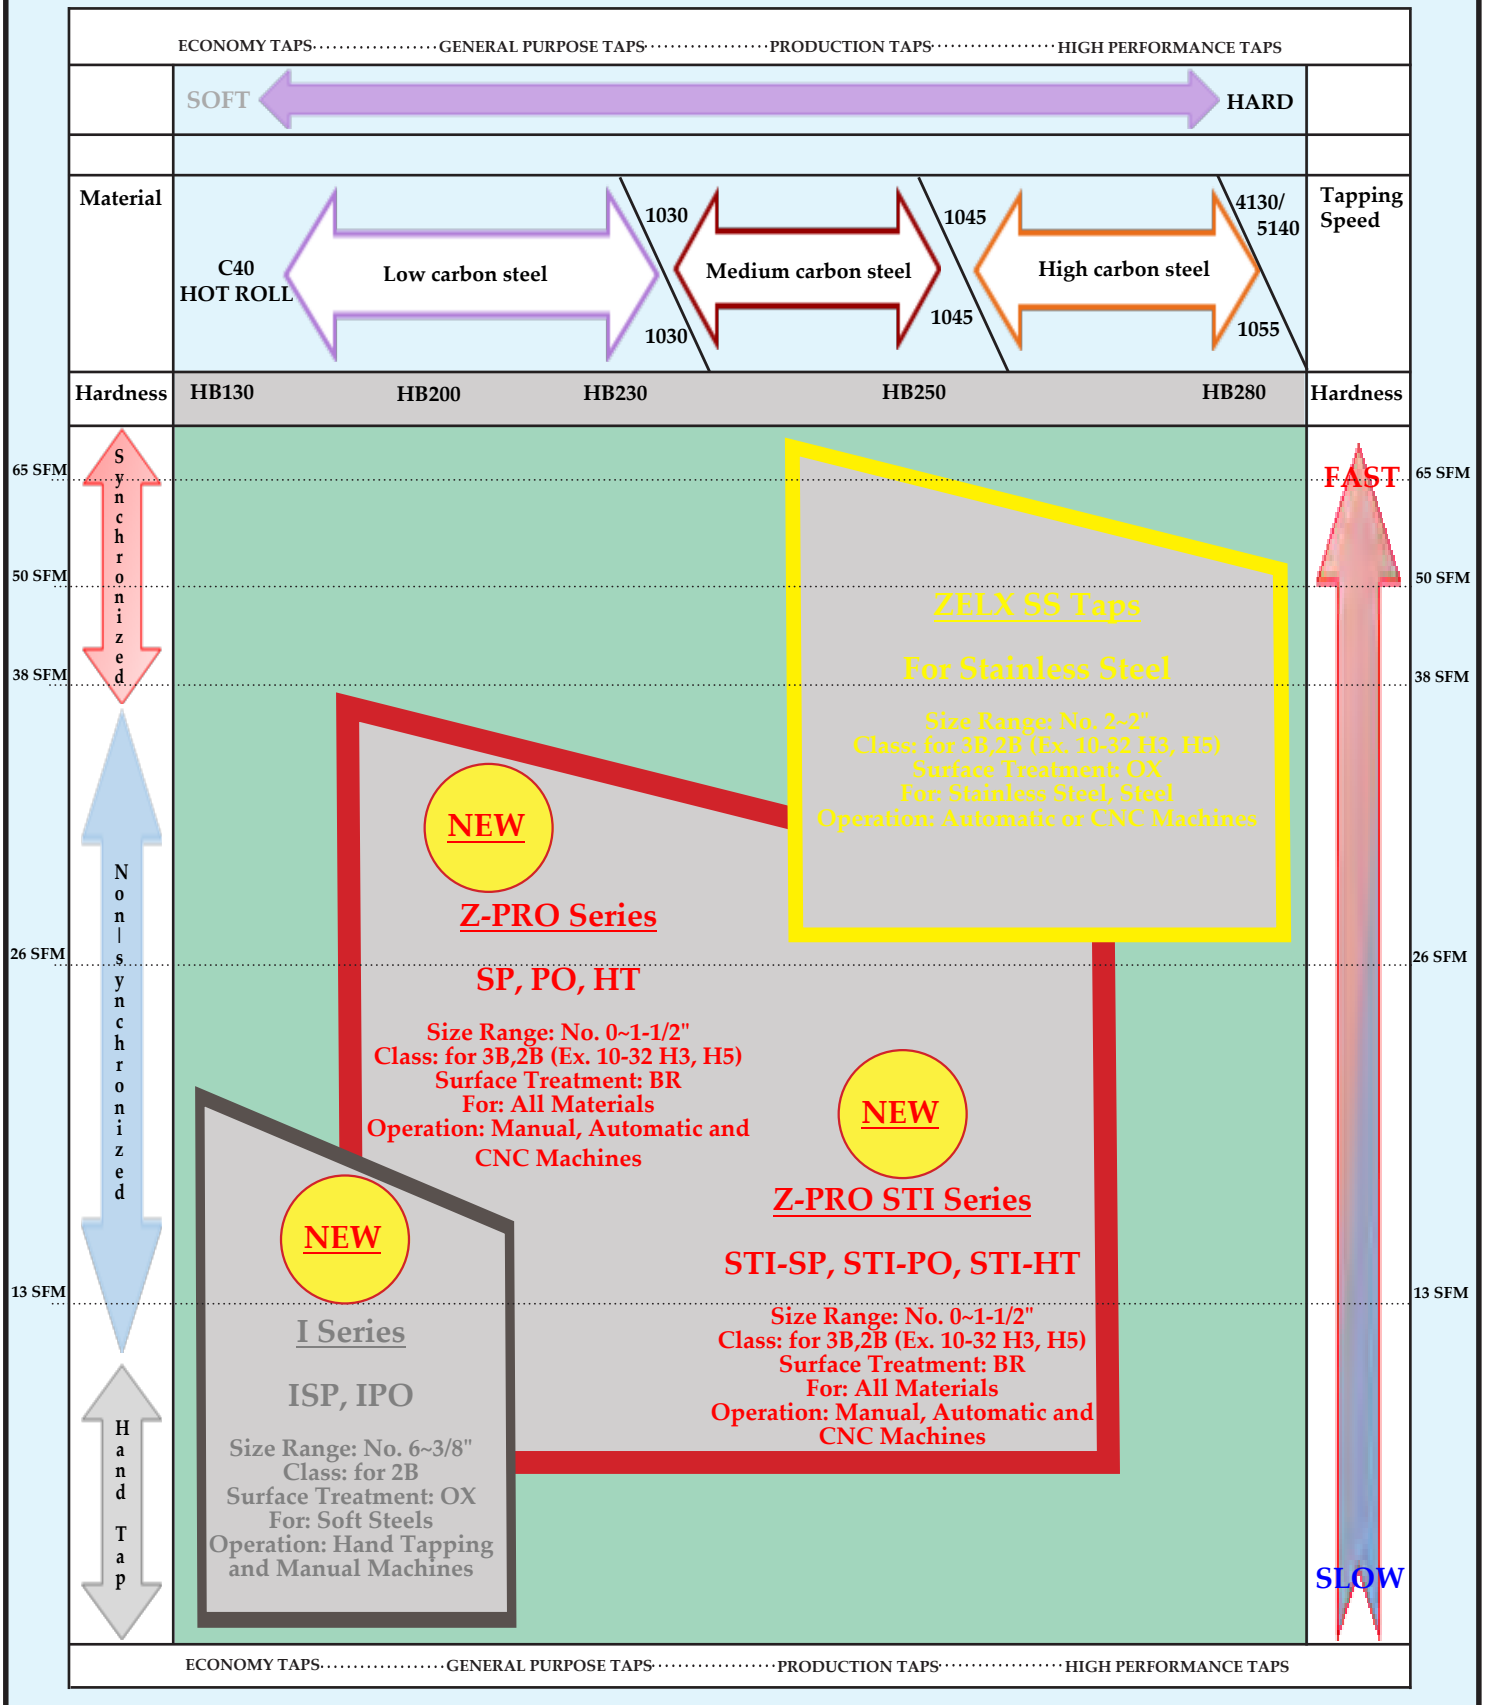 ECONOMY TAPS..................GENERAL PURPOSE TAPS..................PRODUCTION TAPS..................HIGH PERFORMANCE TAPS
SOFT
HARD
Material
C40
HOT ROLL
Low carbon steel
1030
1030
Medium carbon steel
1045
1045
High carbon steel
4130/
5140
1055
Tapping
Speed
Hardness
HB130
HB200
HB230
HB250
HB280
Hardness
Synchronized
Non-synchronized
Hand Tap
65 SFM
50 SFM
38 SFM
26 SFM
13 SFM
ZELX SS Taps
For Stainless Steel
Size Range: No. 2~2"
Class: for 3B,2B (Ex. 10-32 H3, H5)
Surface Treatment: OX
For: Stainless Steel, Steel
Operation: Automatic or CNC Machines
NEW
Z-PRO Series
SP, PO, HT
Size Range: No. 0~1-1/2"
Class: for 3B,2B (Ex. 10-32 H3, H5)
Surface Treatment: BR
For: All Materials
Operation: Manual, Automatic and
CNC Machines
NEW
Z-PRO STI Series
STI-SP, STI-PO, STI-HT
Size Range: No. 0~1-1/2"
Class: for 3B,2B (Ex. 10-32 H3, H5)
Surface Treatment: BR
For: All Materials
Operation: Manual, Automatic and
CNC Machines
NEW
I Series
ISP, IPO
Size Range: No. 6~3/8"
Class: for 2B
Surface Treatment: OX
For: Soft Steels
Operation: Hand Tapping
and Manual Machines
FAST
65 SFM
50 SFM
38 SFM
26 SFM
13 SFM
SLOW
ECONOMY TAPS..................GENERAL PURPOSE TAPS..................PRODUCTION TAPS..................HIGH PERFORMANCE TAPS